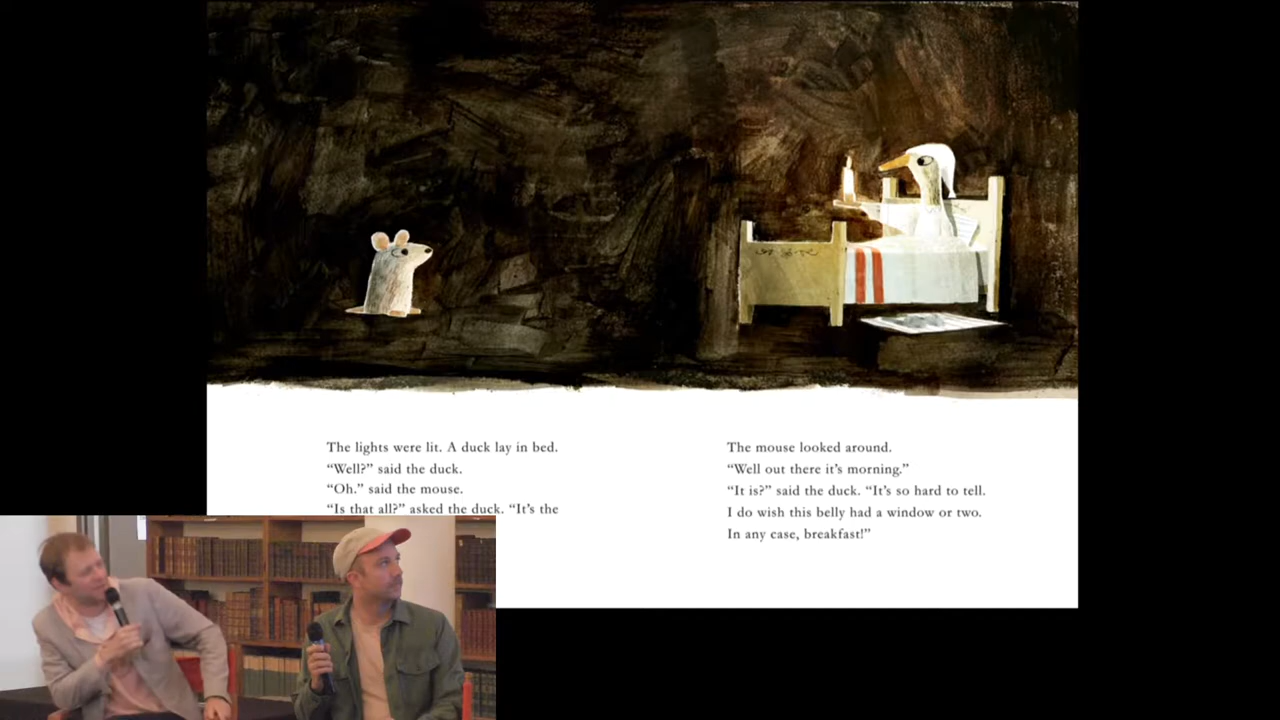 The lights were lit. A duck lay in bed.
“Well?” said the duck.
“Oh.” said the mouse.
“Is that all?” asked the duck. “It’s the
The mouse looked around.
“Well out there it’s morning.”
“It is?” said the duck. “It’s so hard to tell.
I do wish this belly had a window or two.
In any case, breakfast!”